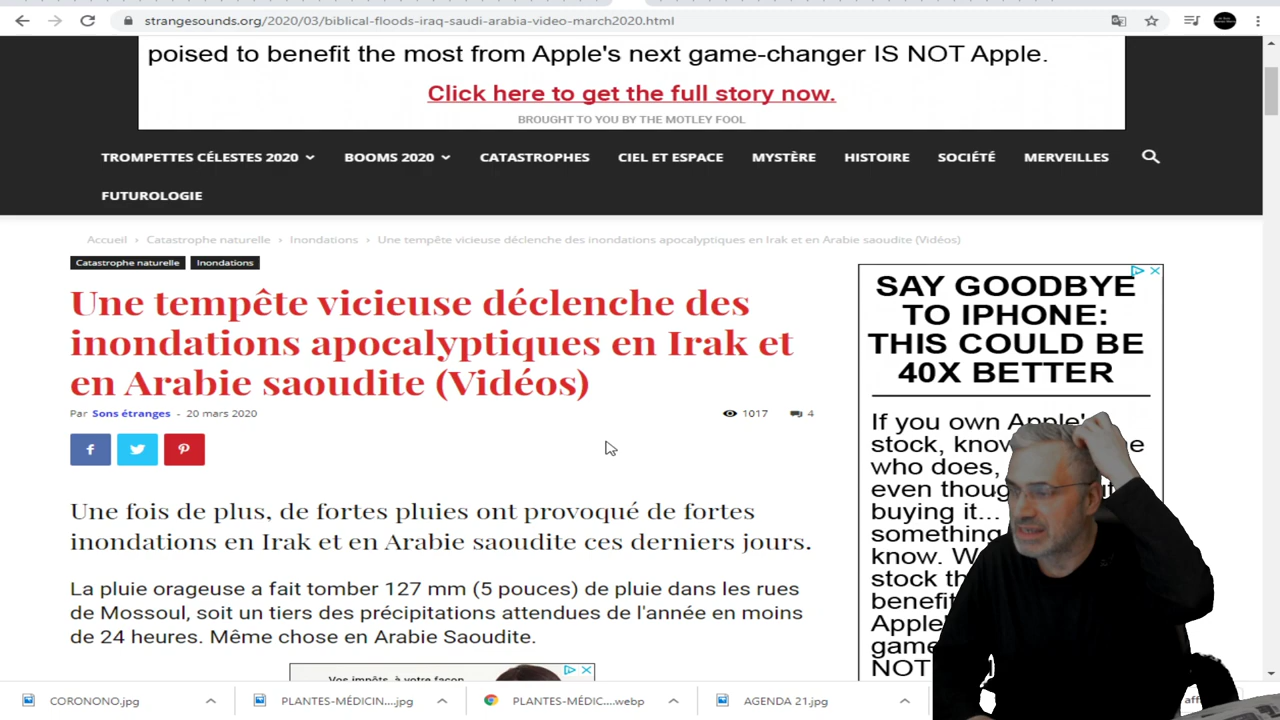 strangesounds.org/2020/03/biblical-floods-iraq-saudi-arabia-video-march2020.html
poised to benefit the most from Apple's next game-changer IS NOT Apple.
Click here to get the full story now.
BROUGHT TO YOU BY THE MOTLEY FOOL
TROMPETTES CÉLESTES 2020 BOOMS 2020 CATASTROPHES CIEL ET ESPACE MYSTÈRE HISTOIRE SOCIÉTÉ MERVEILLES
FUTUROLOGIE
Accueil › Catastrophe naturelle › Inondations › Une tempête vicieuse déclenche des inondations apocalyptiques en Irak et en Arabie saoudite (Vidéos)
Catastrophe naturelle Inondations
Une tempête vicieuse déclenche des
inondations apocalyptiques en Irak et
en Arabie saoudite (Vidéos)
Par Sons étranges - 20 mars 2020 1017 4
Une fois de plus, de fortes pluies ont provoqué de fortes
inondations en Irak et en Arabie saoudite ces derniers jours.
La pluie orageuse a fait tomber 127 mm (5 pouces) de pluie dans les rues
de Mossoul, soit un tiers des précipitations attendues de l'année en moins
de 24 heures. Même chose en Arabie Saoudite.
Vos impôts, à votre façon
SAY GOODBYE
TO IPHONE:
THIS COULD BE
40X BETTER
If you own Apple's
stock, know
who does,
even thoug
buying it...
something
know. W
stock th
benefit
Apple'
game
NOT
CORONONO.jpg PLANTES-MÉDICIN....jpg PLANTES-MÉDIC....webp AGENDA 21.jpg